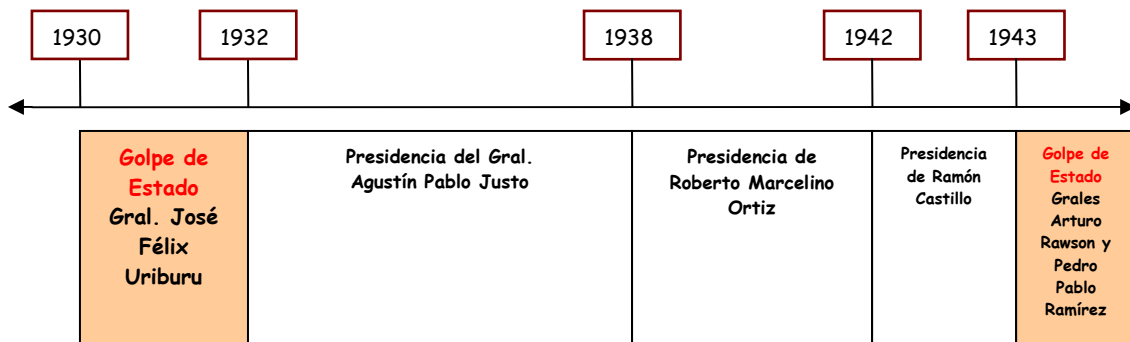 1930
1932
1938
1942
1943
Golpe de
Estado
Gral. José
Félix
Uriburu
Presidencia del Gral.
Agustín Pablo Justo
Presidencia de
Roberto Marcelino
Ortiz
Presidencia
de Ramón
Castillo
Golpe de
Estado
Grales
Arturo
Rawson y
Pedro
Pablo
Ramírez